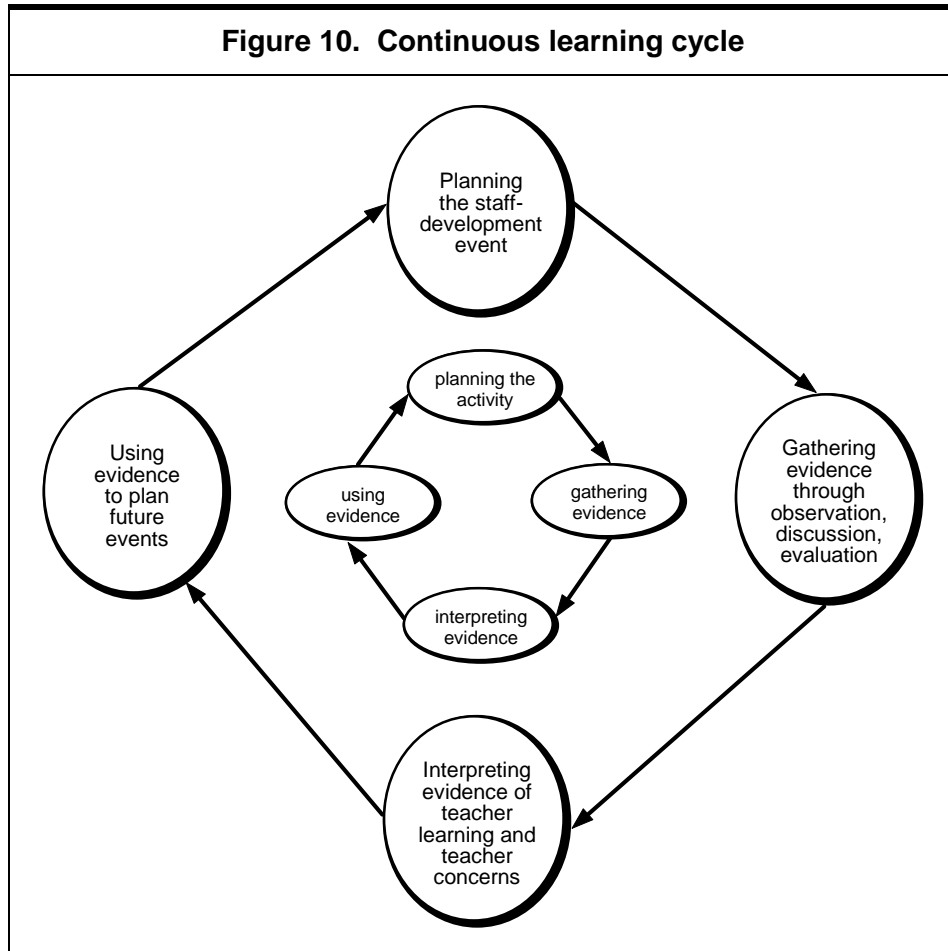 Figure 10. Continuous learning cycle
Planning
the staff-
development
event
planning the
activity
Using
evidence
to plan
future
events
using
evidence
gathering
evidence
Gathering
evidence
through
observation,
discussion,
evaluation
interpreting
evidence
Interpreting
evidence of
teacher
learning and
teacher
concerns